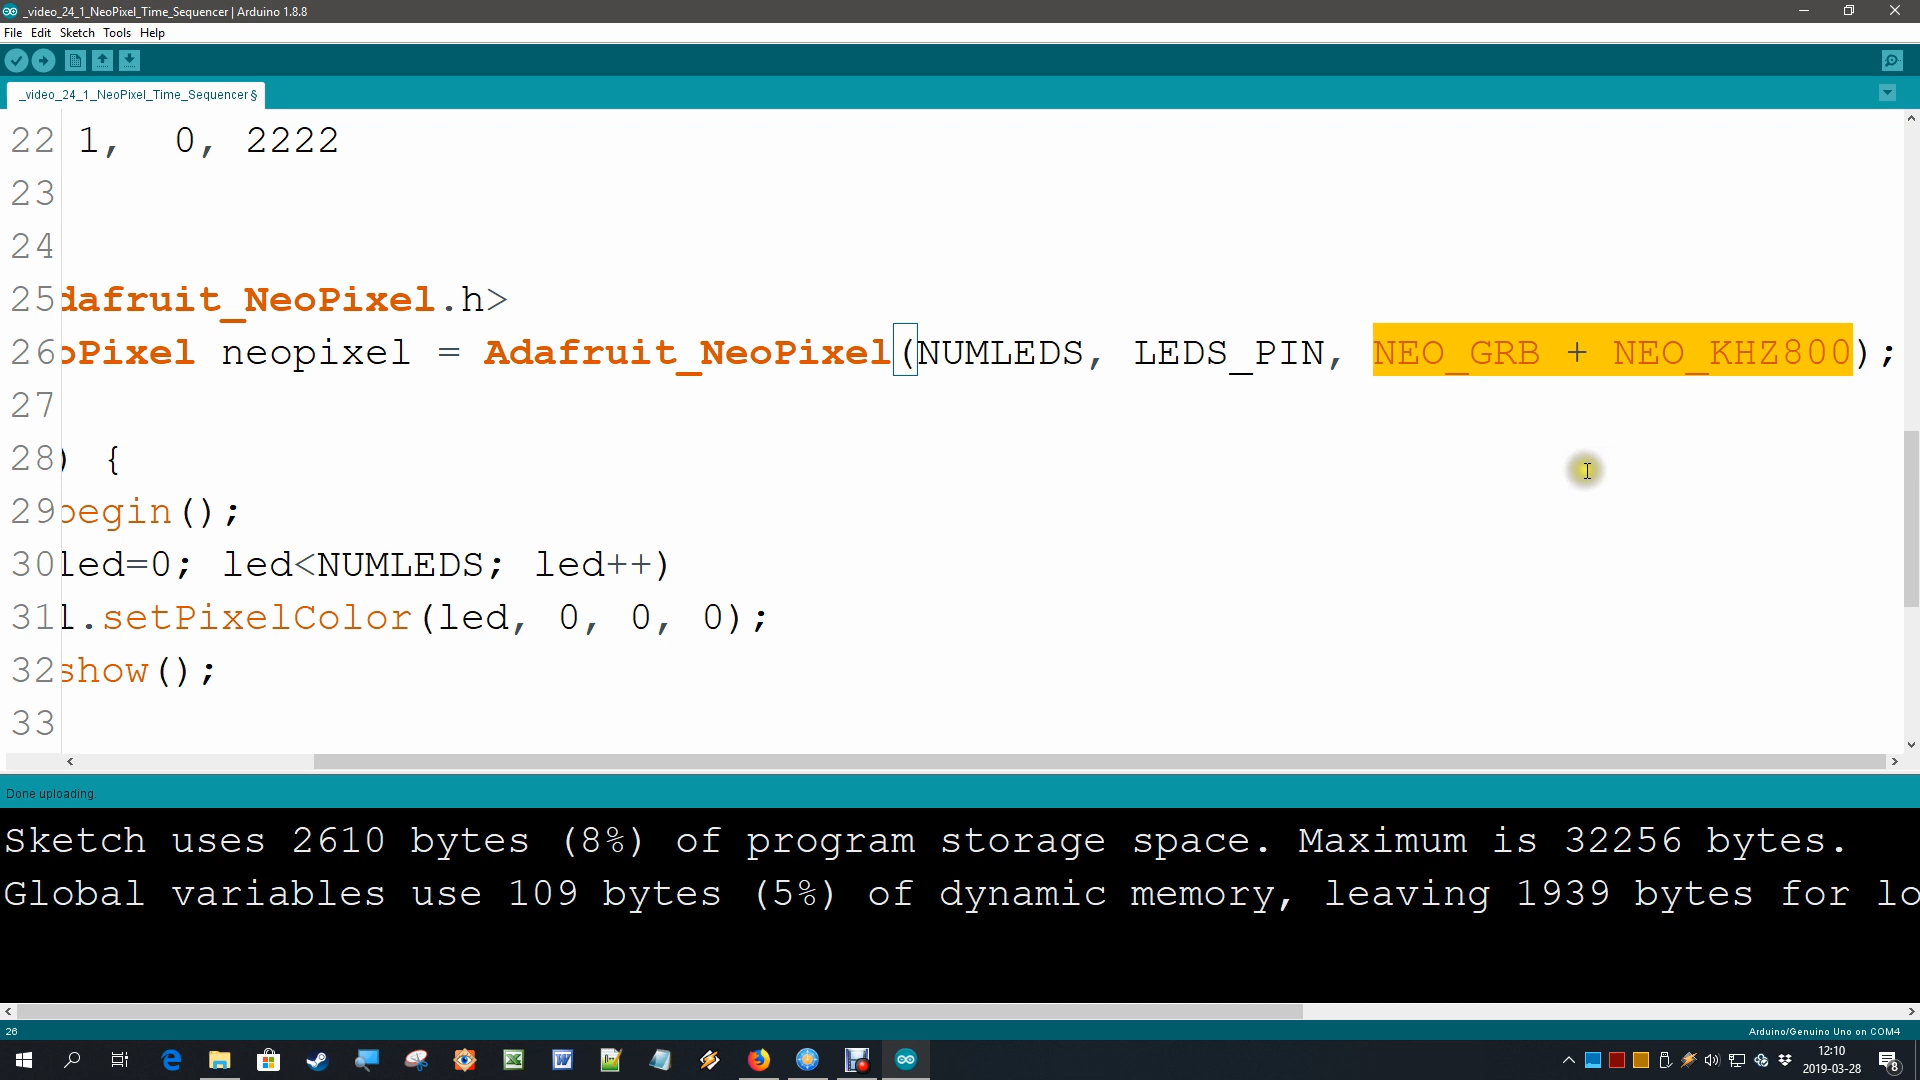 _video_24_1_NeoPixel_Time_Sequencer | Arduino 1.8.8
File Edit Sketch Tools Help
_video_24_1_NeoPixel_Time_Sequencer §
22 1, 0, 2222
23
24
25 dafruit_NeoPixel.h>
26 oPixel neopixel = Adafruit_NeoPixel(NUMLEDS, LEDS_PIN, NEO_GRB + NEO_KHZ800);
27
28 ) {
29 begin();
30 led=0; led<NUMLEDS; led++)
31 l.setPixelColor(led, 0, 0, 0);
32 show();
33
Done uploading.
Sketch uses 2610 bytes (8%) of program storage space. Maximum is 32256 bytes.
Global variables use 109 bytes (5%) of dynamic memory, leaving 1939 bytes for lo
26
Arduino/Genuino Uno on COM4
12:10
2019-03-28
8